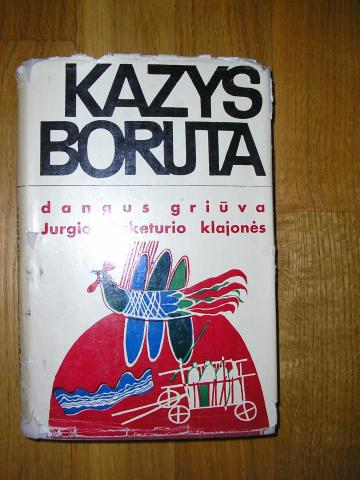 KAZYS
BORUTA
dangus griūva
Jurgio klajonės